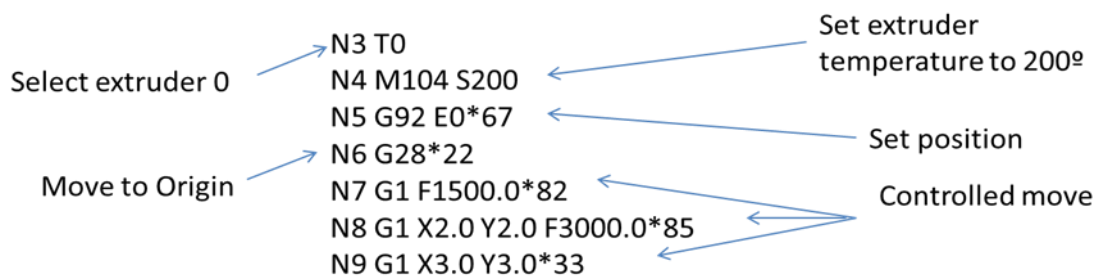 Set extruder
temperature to 200º
N3 T0
Select extruder 0
N4 M104 S200
N5 G92 E0*67
Set position
N6 G28*22
Move to Origin
N7 G1 F1500.0*82
Controlled move
N8 G1 X2.0 Y2.0 F3000.0*85
N9 G1 X3.0 Y3.0*33